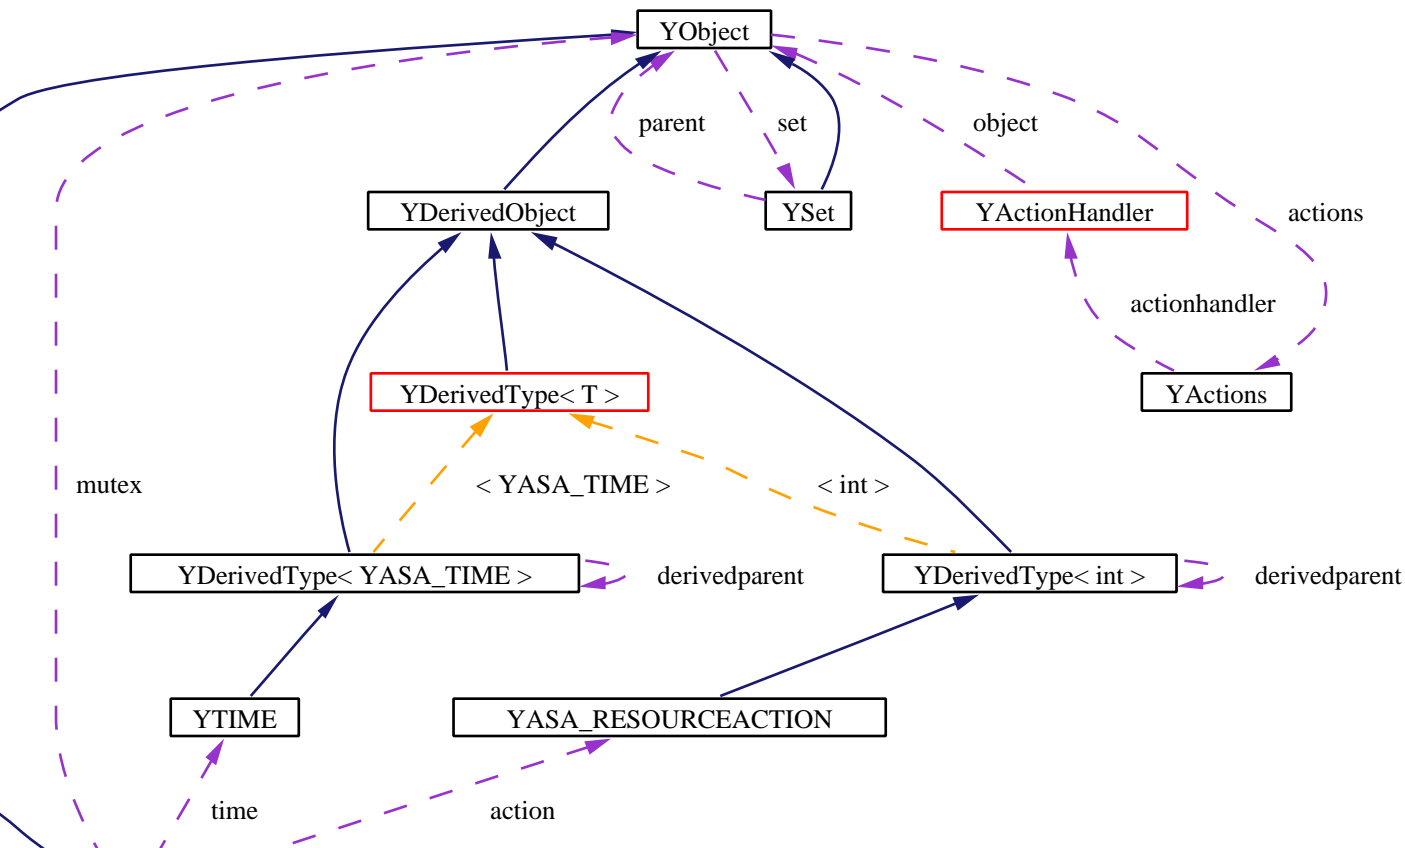 YObject
parent
set
object
YDerivedObject
YSet
YActionHandler
actions
actionhandler
YDerivedType< T >
YActions
mutex
< YASA_TIME >
< int >
YDerivedType< YASA_TIME >
derivedparent
YDerivedType< int >
derivedparent
YTIME
YASA_RESOURCEACTION
time
action